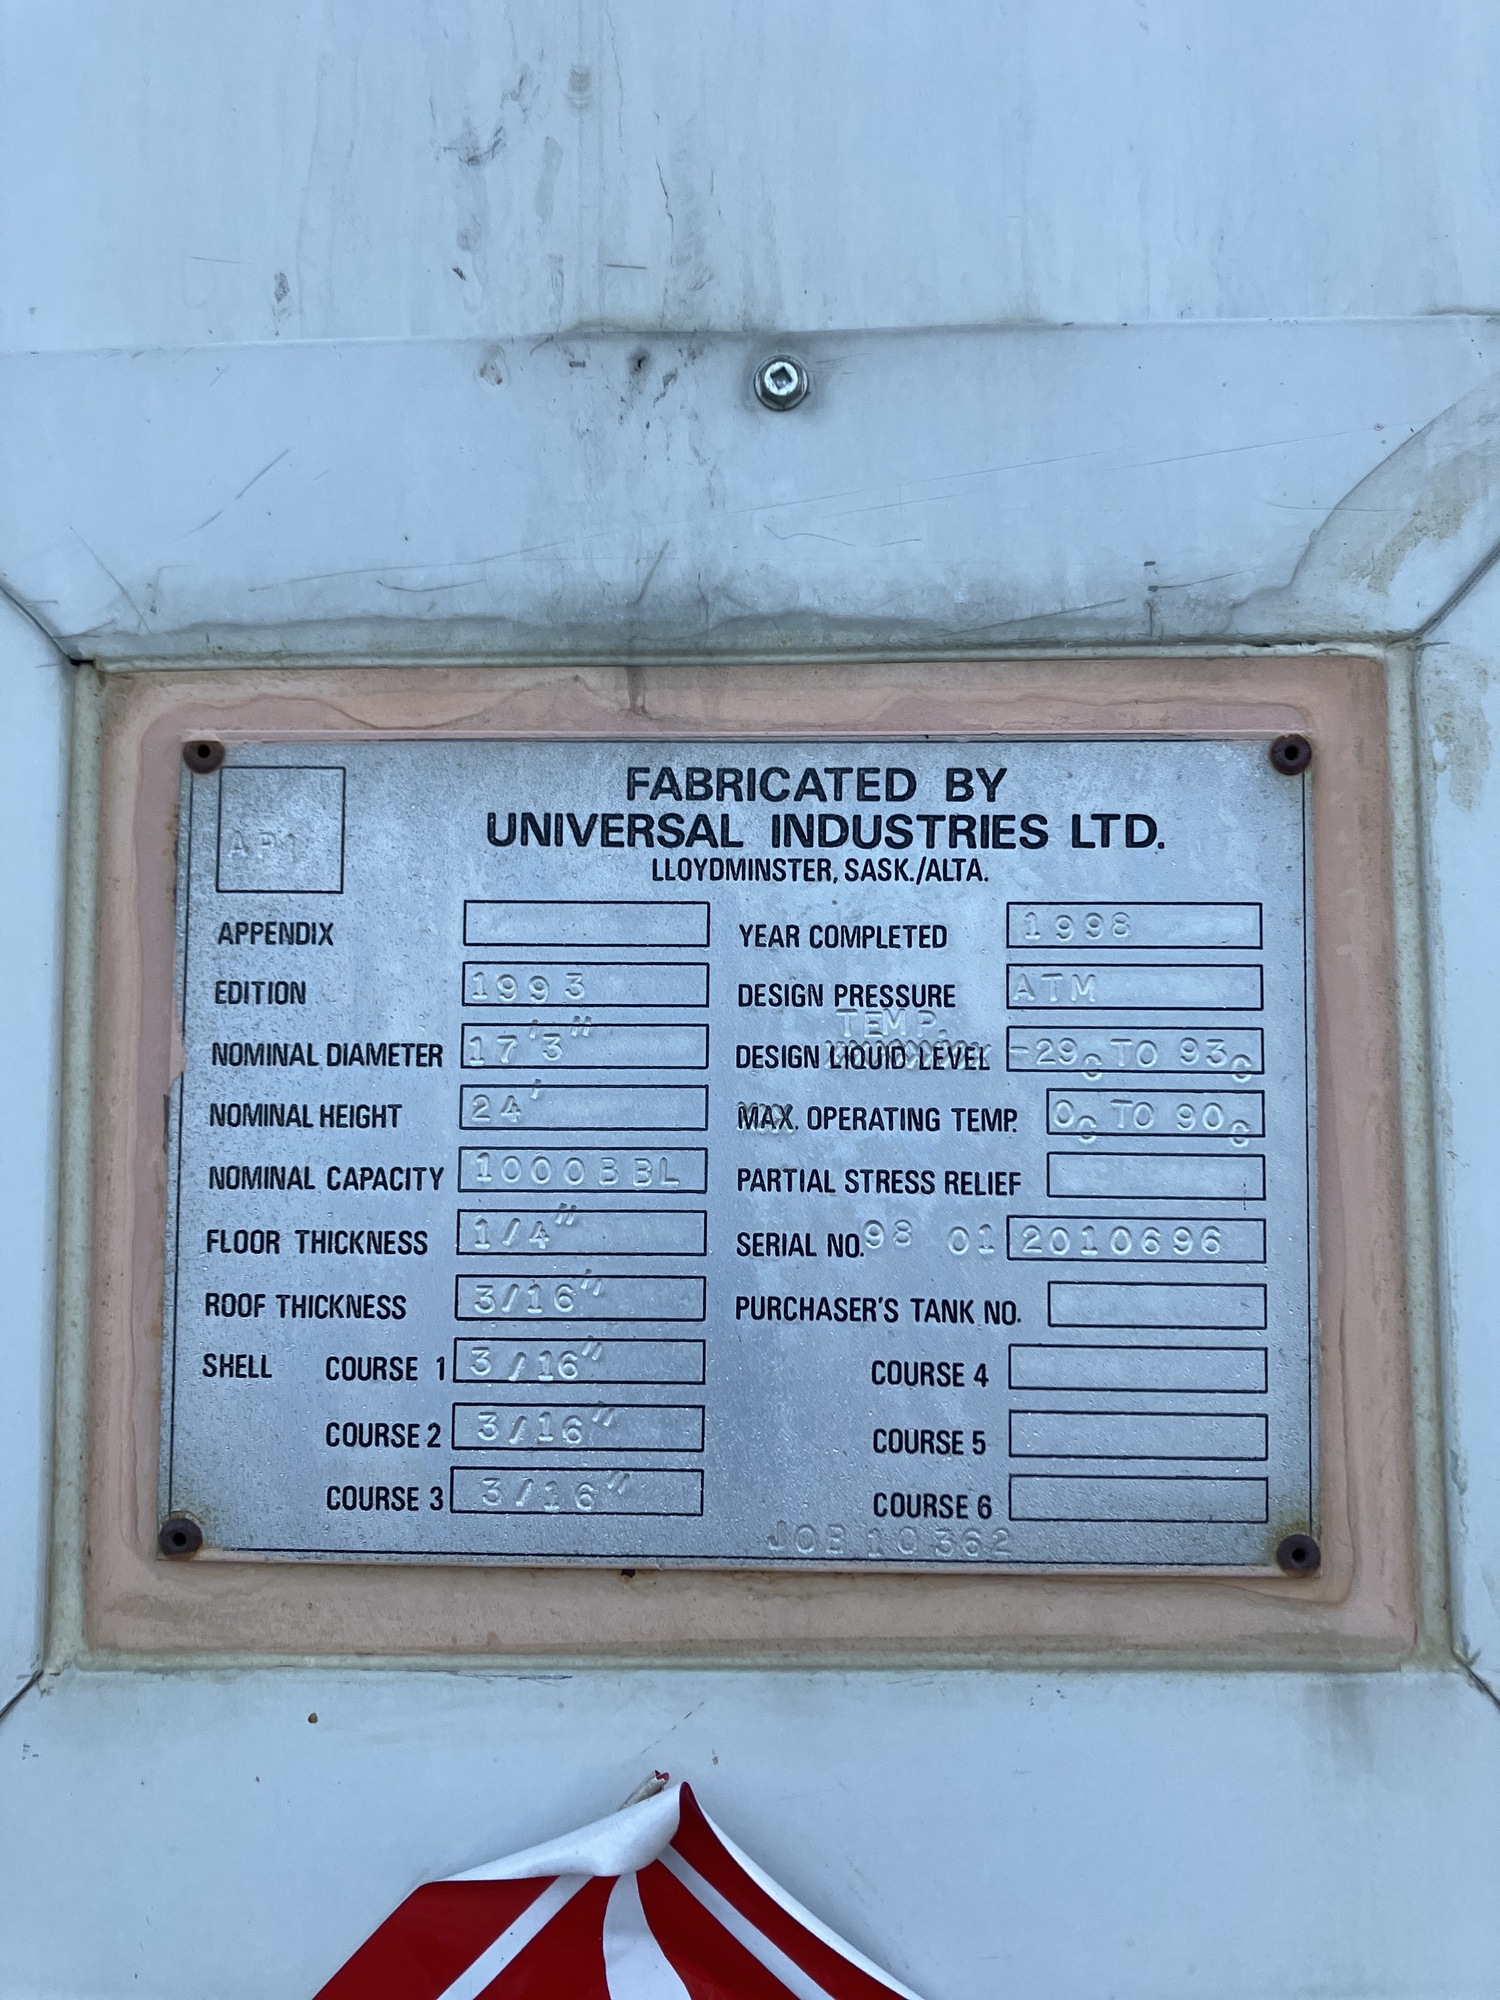 FABRICATED BY
UNIVERSAL INDUSTRIES LTD.
LLOYDMINSTER, SASK./ALTA.
API
APPENDIX
EDITION 1993
NOMINAL DIAMETER 17'3"
NOMINAL HEIGHT 24'
NOMINAL CAPACITY 1000BBL
FLOOR THICKNESS 1/4"
ROOF THICKNESS 3/16"
SHELL COURSE 1 3/16"
COURSE 2 3/16"
COURSE 3 3/16"
YEAR COMPLETED 1998
DESIGN PRESSURE ATM
TEMP.
DESIGN LIQUID LEVEL -29C TO 93C
MAX. OPERATING TEMP. 0C TO 90C
PARTIAL STRESS RELIEF
SERIAL NO. 98 01 2010696
PURCHASER'S TANK NO.
COURSE 4
COURSE 5
COURSE 6
JOB 10362